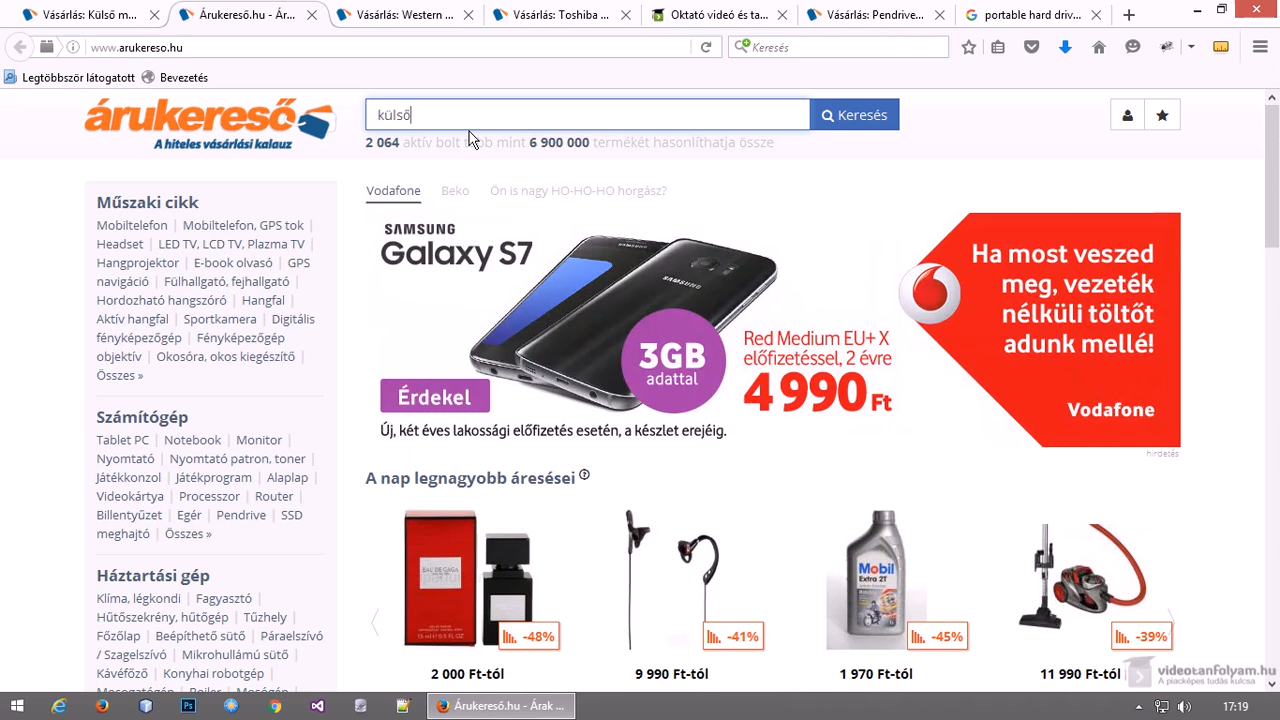 Vásárlás: Külső m...
Árukereső.hu - Ár...
Vásárlás: Western ...
Vásárlás: Toshiba ...
Oktató videó és ta...
Vásárlás: Pendrive...
portable hard driv...
www.arukereso.hu
Keresés
Legtöbbször látogatott
Bevezetés
árukereső
A hiteles vásárlási kalauz
külső
Keresés
2 064 aktív bolt több mint 6 900 000 termékét hasonlíthatja össze
Műszaki cikk
Mobiltelefon | Mobiltelefon, GPS tok |
Headset | LED TV, LCD TV, Plazma TV |
Hangprojektor | E-book olvasó | GPS
navigáció | Fülhallgató, fejhallgató |
Hordozható hangszóró | Hangfal |
Aktív hangfal | Sportkamera | Digitális
fényképezőgép | Fényképezőgép
objektív | Okosóra, okos kiegészítő |
Összes »
Számítógép
Tablet PC | Notebook | Monitor |
Nyomtató | Nyomtató patron, toner |
Játékkonzol | Játékprogram | Alaplap |
Videokártya | Processzor | Router |
Billentyűzet | Egér | Pendrive | SSD
meghajtó | Összes »
Háztartási gép
Klíma, légkondi | Fagyasztó |
Hűtőszekrény, hűtőgép | Tűzhely |
Főzőlap | Beépíthető sütő | Páraelszívó
/ Szagelszívó | Mikrohullámú sütő |
Kávéfőző | Konyhai robotgép |
Vodafone
Beko
Ön is nagy HO-HO-HO horgász?
SAMSUNG
Galaxy S7
SAMSUNG
3GB
adattal
Red Medium EU+ X
előfizetéssel, 2 évre
4 990 Ft
Érdekel
Új, két éves lakossági előfizetés esetén, a készlet erejéig.
Ha most veszed
meg, vezeték
nélküli töltőt
adunk mellé!
Vodafone
hirdetés
A nap legnagyobb áresései
EAU DE GAGA
-48%
-41%
Mobil
Extra 2T
-45%
-39%
2 000 Ft-tól
9 990 Ft-tól
1 970 Ft-tól
11 990 Ft-tól
videotanfolyam.hu
A piacképes tudás kulcsa
Árukereső.hu - Árak ...
17:19